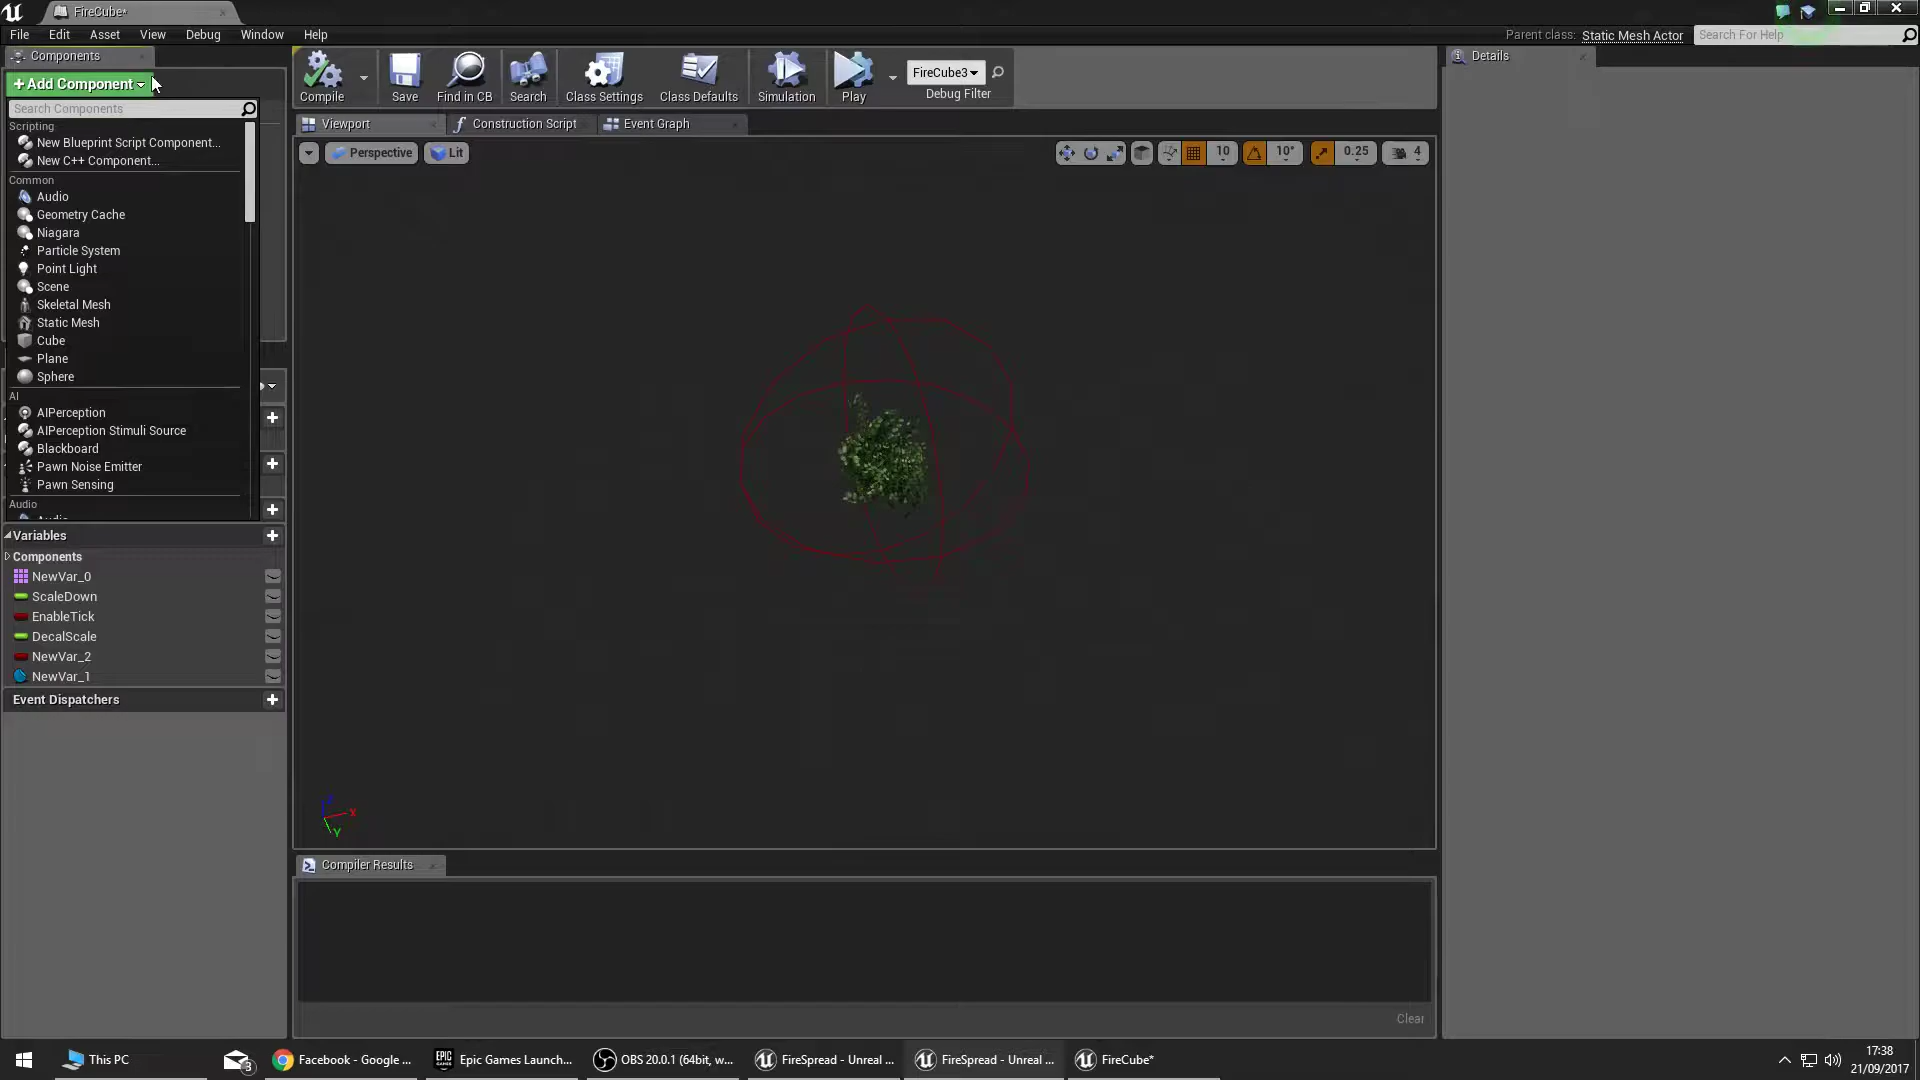 FireCube*
File Edit Asset View Debug Window Help
Parent class: Static Mesh Actor
Search For Help
Components
+Add Component
Search Components
Scripting
New Blueprint Script Component...
New C++ Component...
Common
Audio
Geometry Cache
Niagara
Particle System
Point Light
Scene
Skeletal Mesh
Static Mesh
Cube
Plane
Sphere
AI
AIPerception
AIPerception Stimuli Source
Blackboard
Pawn Noise Emitter
Pawn Sensing
Audio
Variables
Components
NewVar_0
ScaleDown
EnableTick
DecalScale
NewVar_2
NewVar_1
Event Dispatchers
Compile
Save
Find in CB
Search
Class Settings
Class Defaults
Simulation
Play
FireCube3
Debug Filter
Viewport
Construction Script
Event Graph
Perspective
Lit
10
10°
0.25
4
X
Y
Compiler Results
Clear
Details
This PC
3
Facebook - Google ...
EPIC GAMES
Epic Games Launch...
OBS 20.0.1 (64bit, w...
FireSpread - Unreal ...
FireSpread - Unreal ...
FireCube*
17:38
21/09/2017